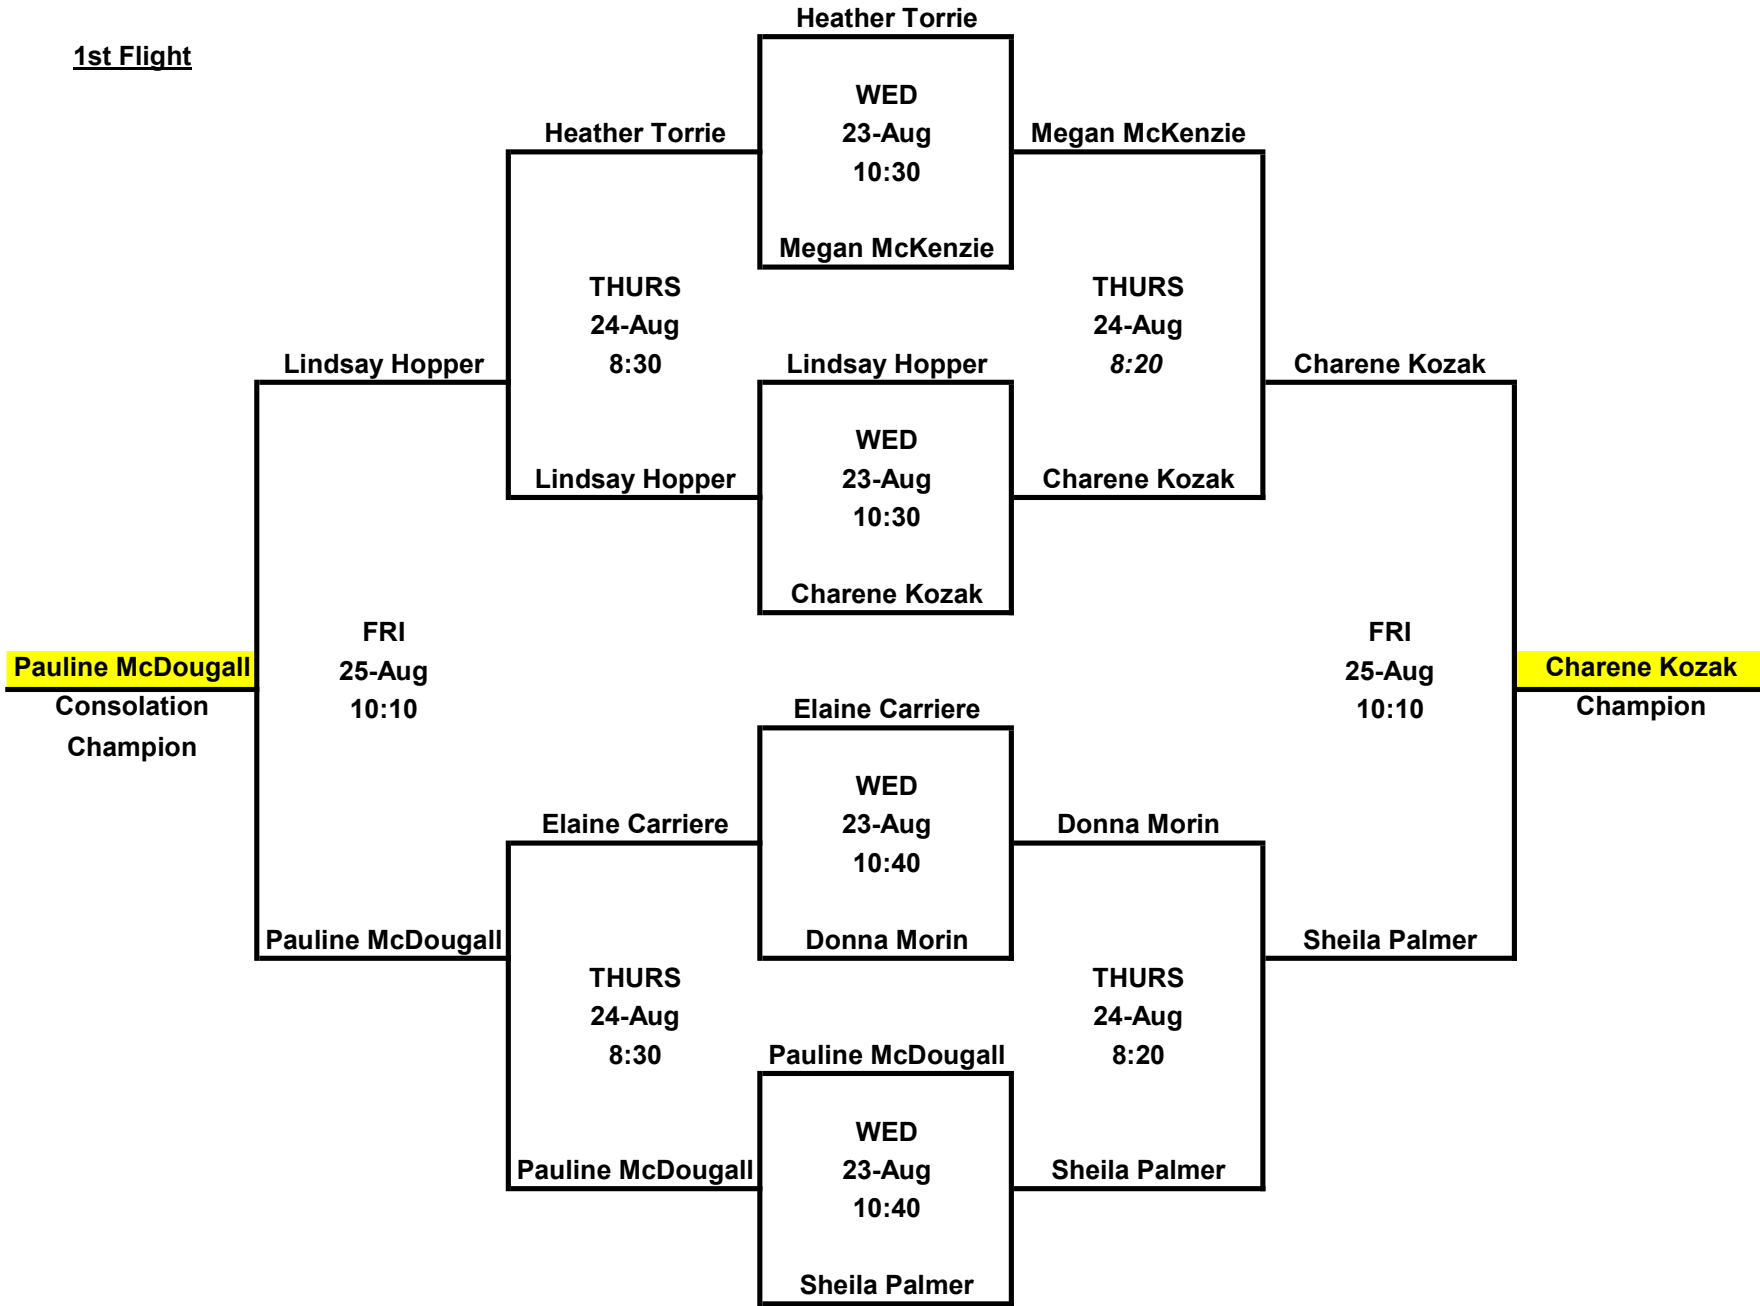 Heather Torrie
1st Flight
WED
Heather Torrie 23-Aug Megan McKenzie
10:30
Megan McKenzie
THURS THURS
24-Aug 24-Aug
Lindsay Hopper 8:30 Lindsay Hopper 8:20 Charene Kozak
WED
Lindsay Hopper 23-Aug Charene Kozak
10:30
Charene Kozak
FRI FRI
Pauline McDougall 25-Aug 25-Aug Charene Kozak
Consolation 10:10 Elaine Carriere 10:10 Champion
Champion
WED
Elaine Carriere 23-Aug Donna Morin
10:40
Pauline McDougall Donna Morin Sheila Palmer
THURS THURS
24-Aug 24-Aug
8:30 Pauline McDougall 8:20
WED
Pauline McDougall 23-Aug Sheila Palmer
10:40
Sheila Palmer